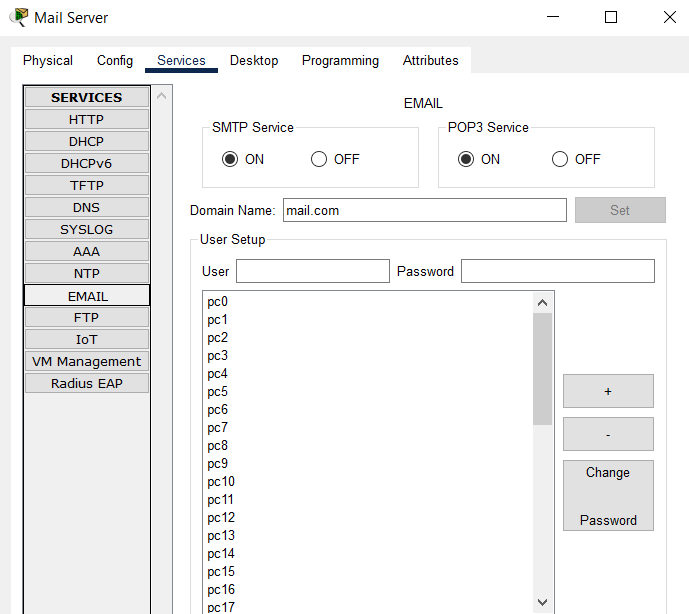 Mail Server
Physical Config Services Desktop Programming Attributes
SERVICES
HTTP
DHCP
DHCPv6
TFTP
DNS
SYSLOG
AAA
NTP
EMAIL
FTP
IoT
VM Management
Radius EAP
EMAIL
SMTP Service
ON OFF
POP3 Service
ON OFF
Domain Name: mail.com Set
User Setup
User Password
pc0
pc1
pc2
pc3
pc4
pc5
pc6
pc7
pc8
pc9
pc10
pc11
pc12
pc13
pc14
pc15
pc16
pc17
+
-
Change
Password